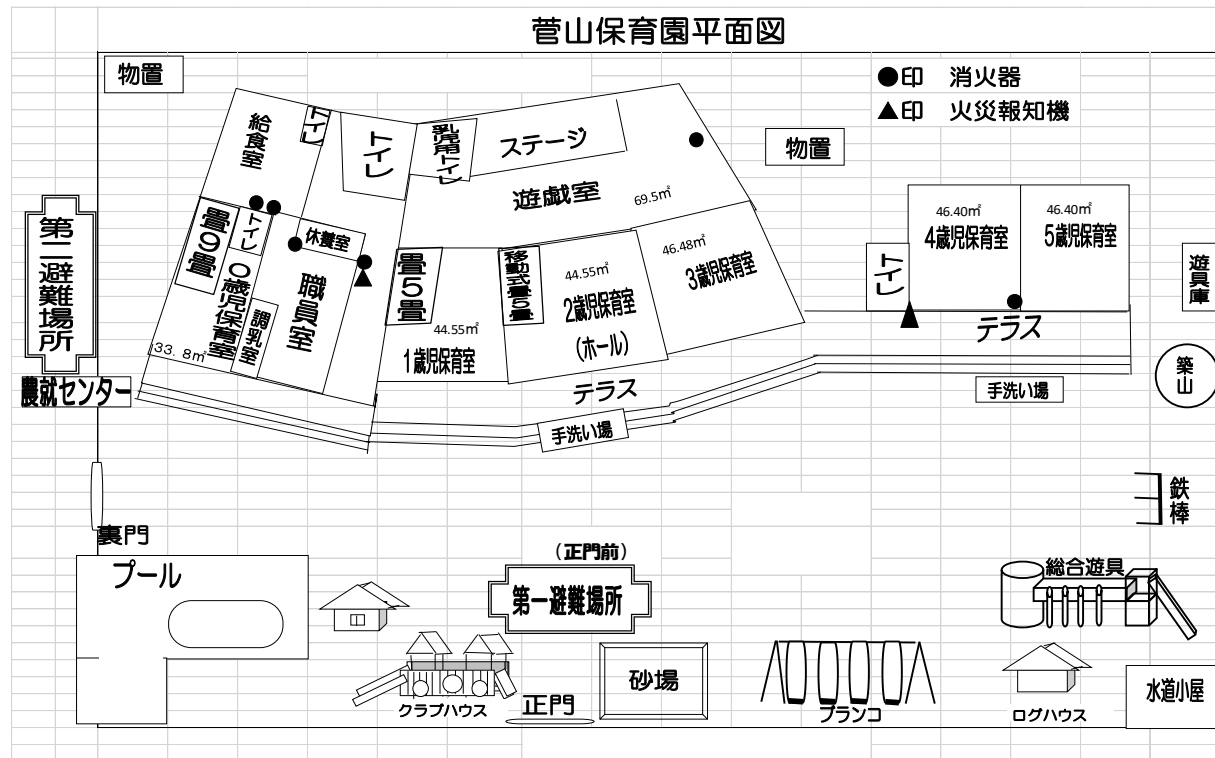 菅山保育園平面図
物置
●印 消火器
▲印 火災報知機
給食室
トイレ
トイレ
乳児用トイレ
ステージ
遊戯室
69.5㎡
物置
第二避難場所
農就センター
畳9畳
トイレ
0歳児保育室
33.8㎡
調乳室
休養室
職員室
畳5畳
44.55㎡
1歳児保育室
移動式畳5畳
44.55㎡
2歳児保育室
(ホール)
46.48㎡
3歳児保育室
トイレ
46.40㎡
4歳児保育室
46.40㎡
5歳児保育室
遊具庫
テラス
テラス
手洗い場
手洗い場
築山
鉄棒
裏門
プール
(正門前)
第一避難場所
総合遊具
クラブハウス
正門
砂場
ブランコ
ログハウス
水道小屋